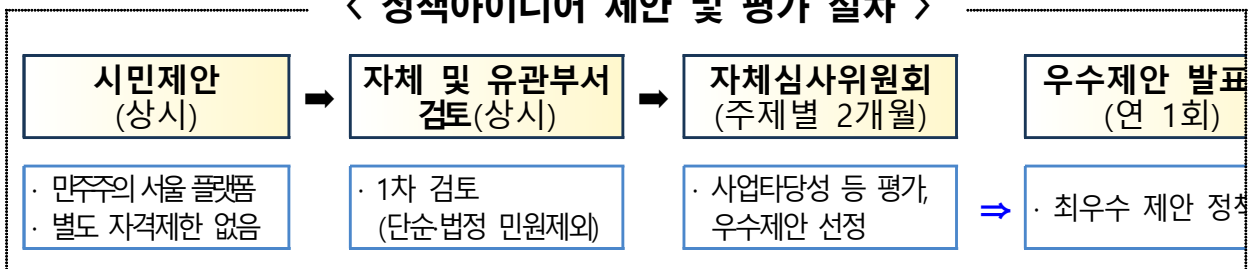 < 정책아이디어 제안 및 평가 절차 >
시민제안
(상시)
➡
자체 및 유관부서
검토(상시)
➡
자체심사위원회
(주제별 2개월)
우수제안 발표
(연 1회)
· 민주주의 서울 플랫폼
· 별도 자격제한 없음
· 1차 검토
(단순·법정 민원제외)
· 사업타당성 등 평가,
우수제안 선정
⇒
· 최우수 제안 정책